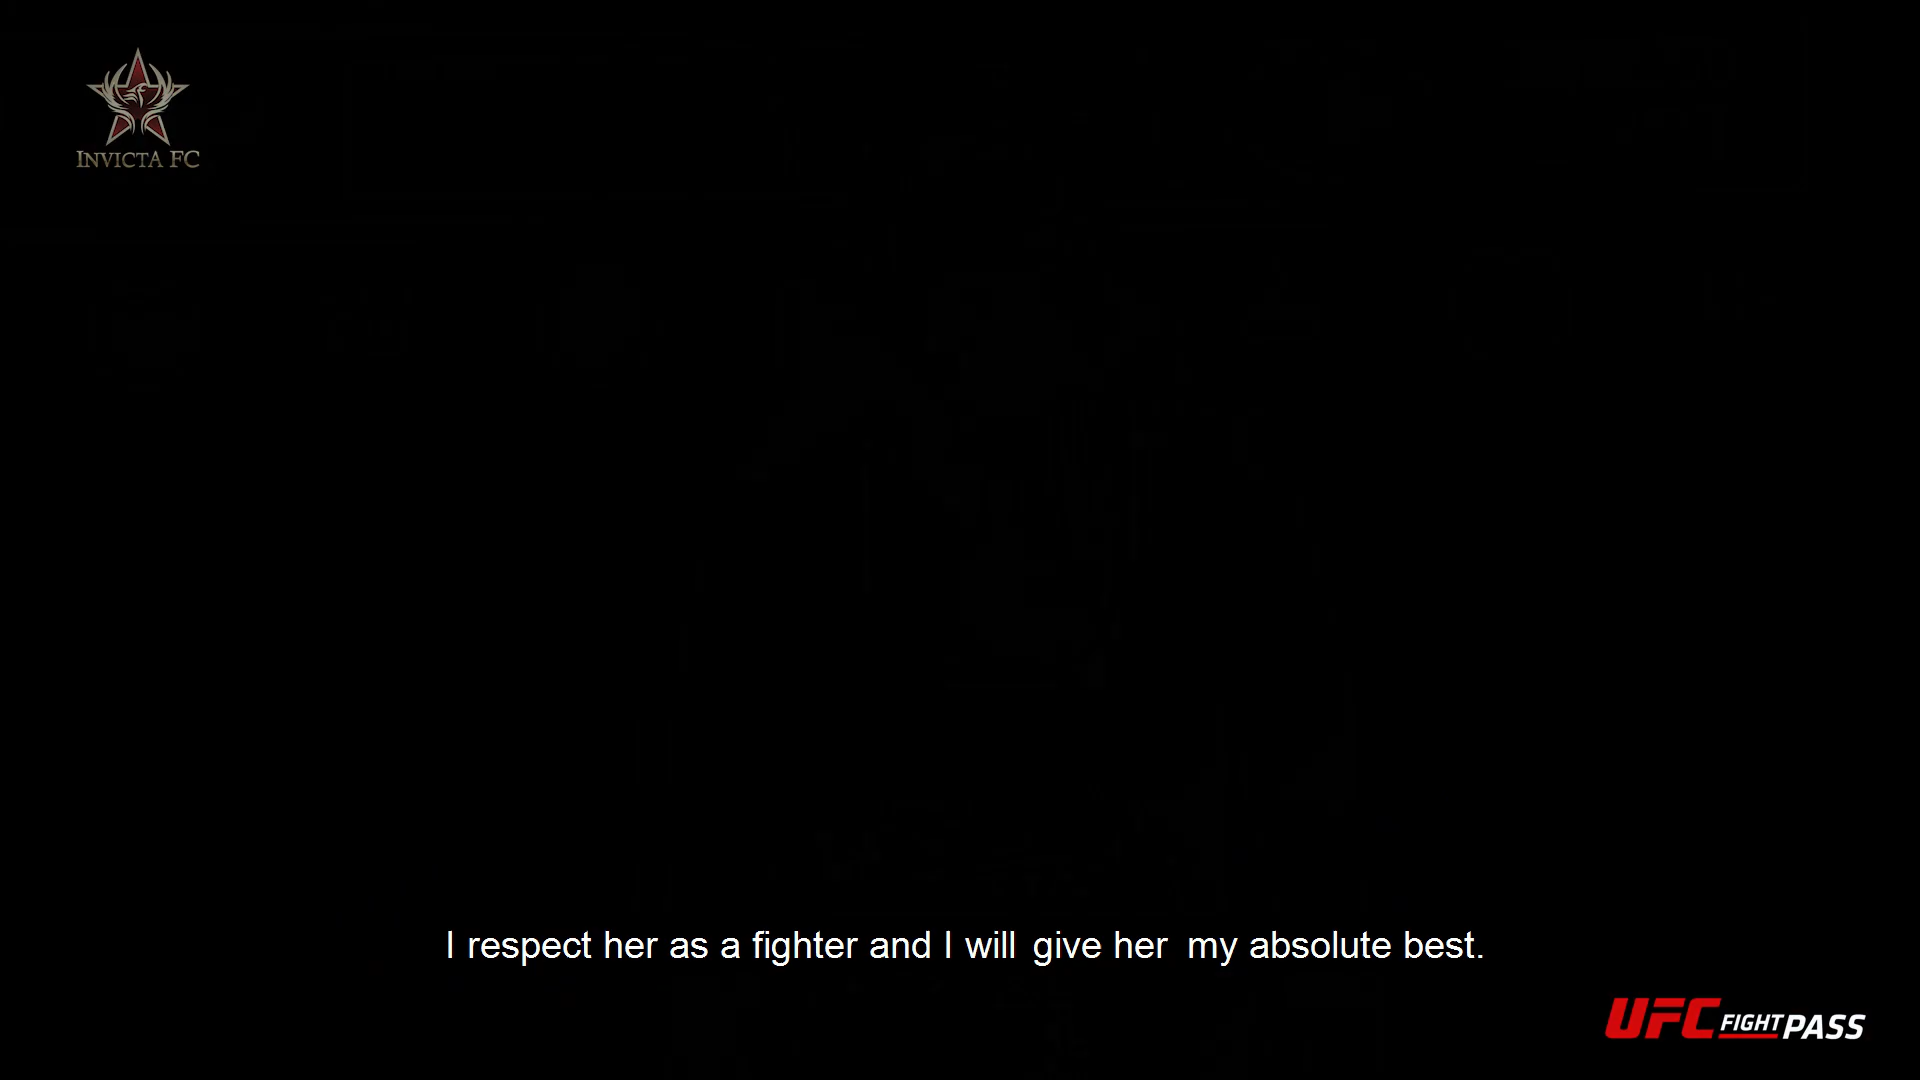 INVICTA FC
I respect her as a fighter and I will give her my absolute best.
UFC FIGHT PASS